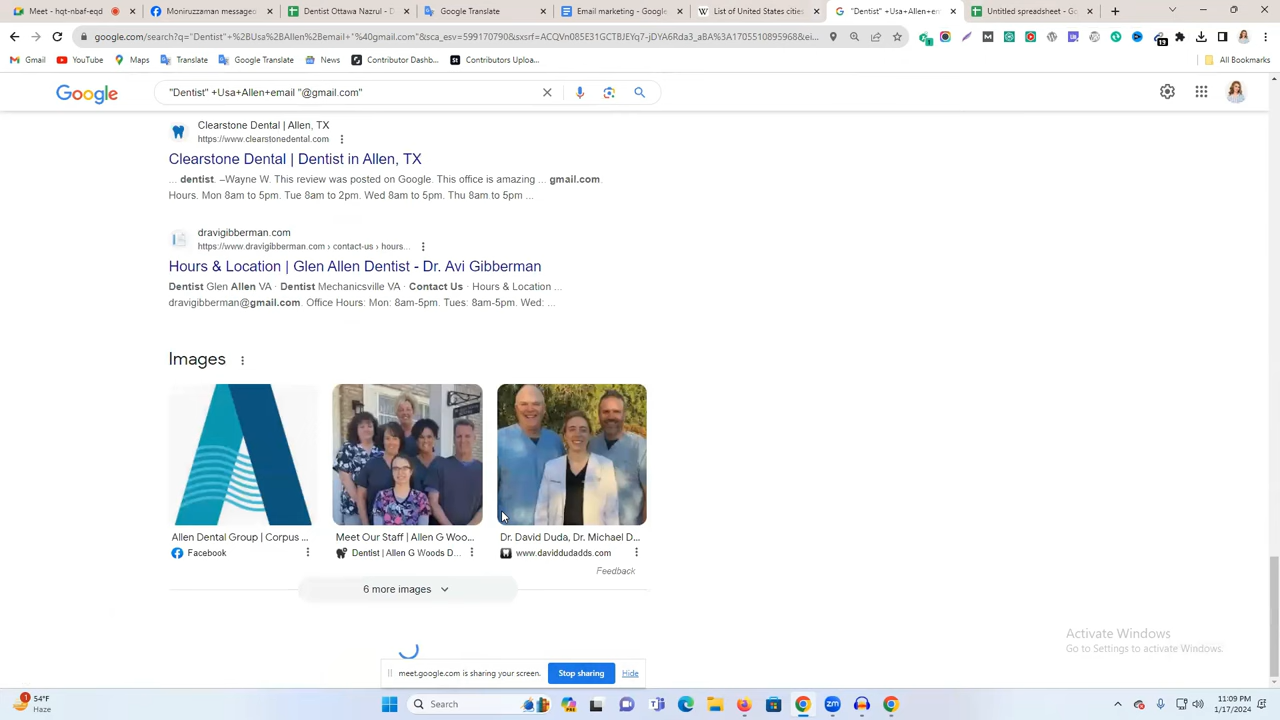 Meet - hqt-nbaf-eqd
Moniruzzaman messages
Dentist Ottawa Nazrul - D
Google Translate
Email marketing - Google
List of United States cities
"Dentist" +Usa+Allen+em
Untitled spreadsheet - Go
google.com/search?q="Dentist"+%2BUsa%2BAllen%2Bemail+"%40gmail.com"&sca_esv=599170790&sxsrf=ACQVn085E31GCTBJEYq7-jDYA6Rda3_aBA%3A1705510895968&ei...
Gmail
YouTube
Maps
Translate
Google Translate
News
Contributor Dashb...
Contributors Uploa...
All Bookmarks
Google
"Dentist" +Usa+Allen+email "@gmail.com"
Clearstone Dental | Allen, TX
https://www.clearstonedental.com
Clearstone Dental | Dentist in Allen, TX
... dentist. –Wayne W. This review was posted on Google. This office is amazing ... gmail.com.
Hours. Mon 8am to 5pm. Tue 8am to 2pm. Wed 8am to 5pm. Thu 8am to 5pm ...
dravigibberman.com
https://www.dravigibberman.com › contact-us › hours...
Hours & Location | Glen Allen Dentist - Dr. Avi Gibberman
Dentist Glen Allen VA · Dentist Mechanicsville VA · Contact Us · Hours & Location ...
dravigibberman@gmail.com. Office Hours: Mon: 8am-5pm. Tues: 8am-5pm. Wed: ...
Images
Allen Dental Group | Corpus ...
Facebook
Meet Our Staff | Allen G Woo...
Dentist | Allen G Woods D...
Dr. David Duda, Dr. Michael D...
www.daviddudadds.com
Feedback
6 more images
Activate Windows
Go to Settings to activate Windows.
meet.google.com is sharing your screen.
Stop sharing
Hide
1
54°F
Haze
Search
zm
11:09 PM
1/17/2024